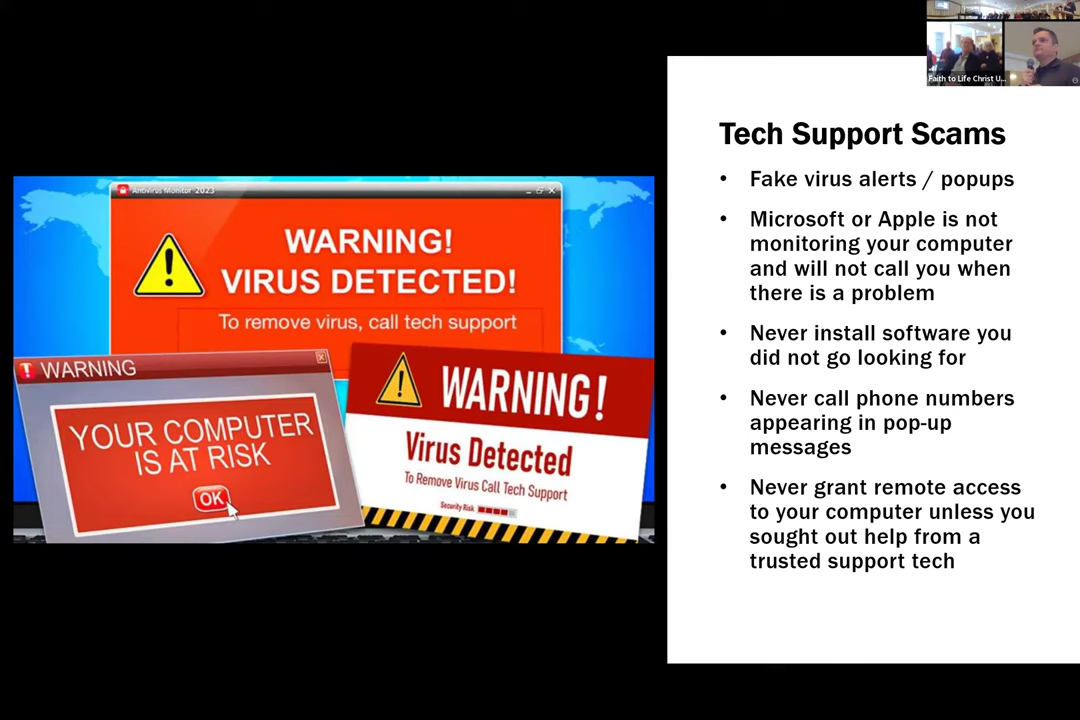 Faith to Life Christ U...
Tech Support Scams
• Fake virus alerts / popups
• Microsoft or Apple is not
monitoring your computer
and will not call you when
there is a problem
• Never install software you
did not go looking for
• Never call phone numbers
appearing in pop-up
messages
• Never grant remote access
to your computer unless you
sought out help from a
trusted support tech
Antivirus Monitor 2023
WARNING!
VIRUS DETECTED!
To remove virus, call tech support
WARNING
YOUR COMPUTER
IS AT RISK
OK
WARNING!
Virus Detected
To Remove Virus Call Tech Support
Security Risk